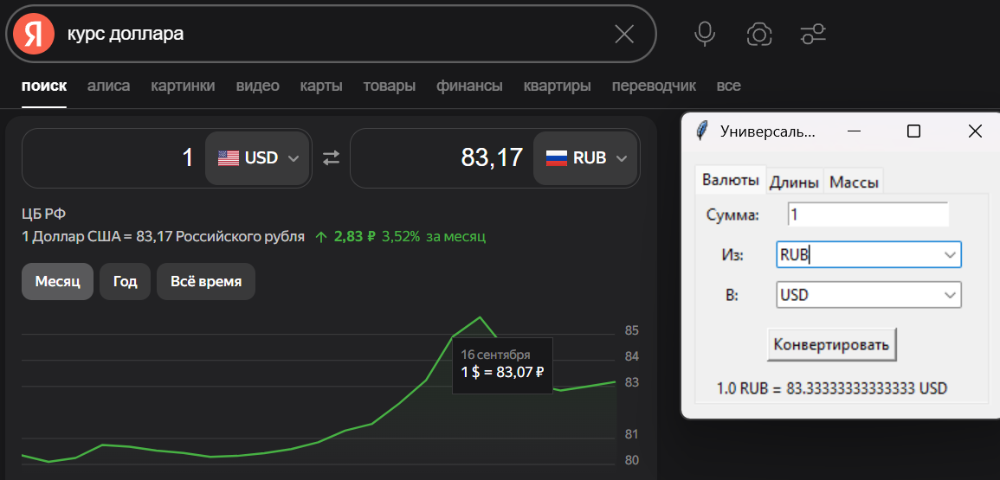 Я курс доллара
поиск алиса картинки видео карты товары финансы квартиры переводчик все
1 USD 83,17 RUB
ЦБ РФ
1 Доллар США = 83,17 Российского рубля ↑ 2,83 ₽ 3,52% за месяц
Месяц Год Всё время
85
84
83
81
80
16 сентября
1 $ = 83,07 ₽
Универсаль...
Валюты Длины Массы
Сумма: 1
Из: RUB
В: USD
Конвертировать
1.0 RUB = 83.33333333333333 USD